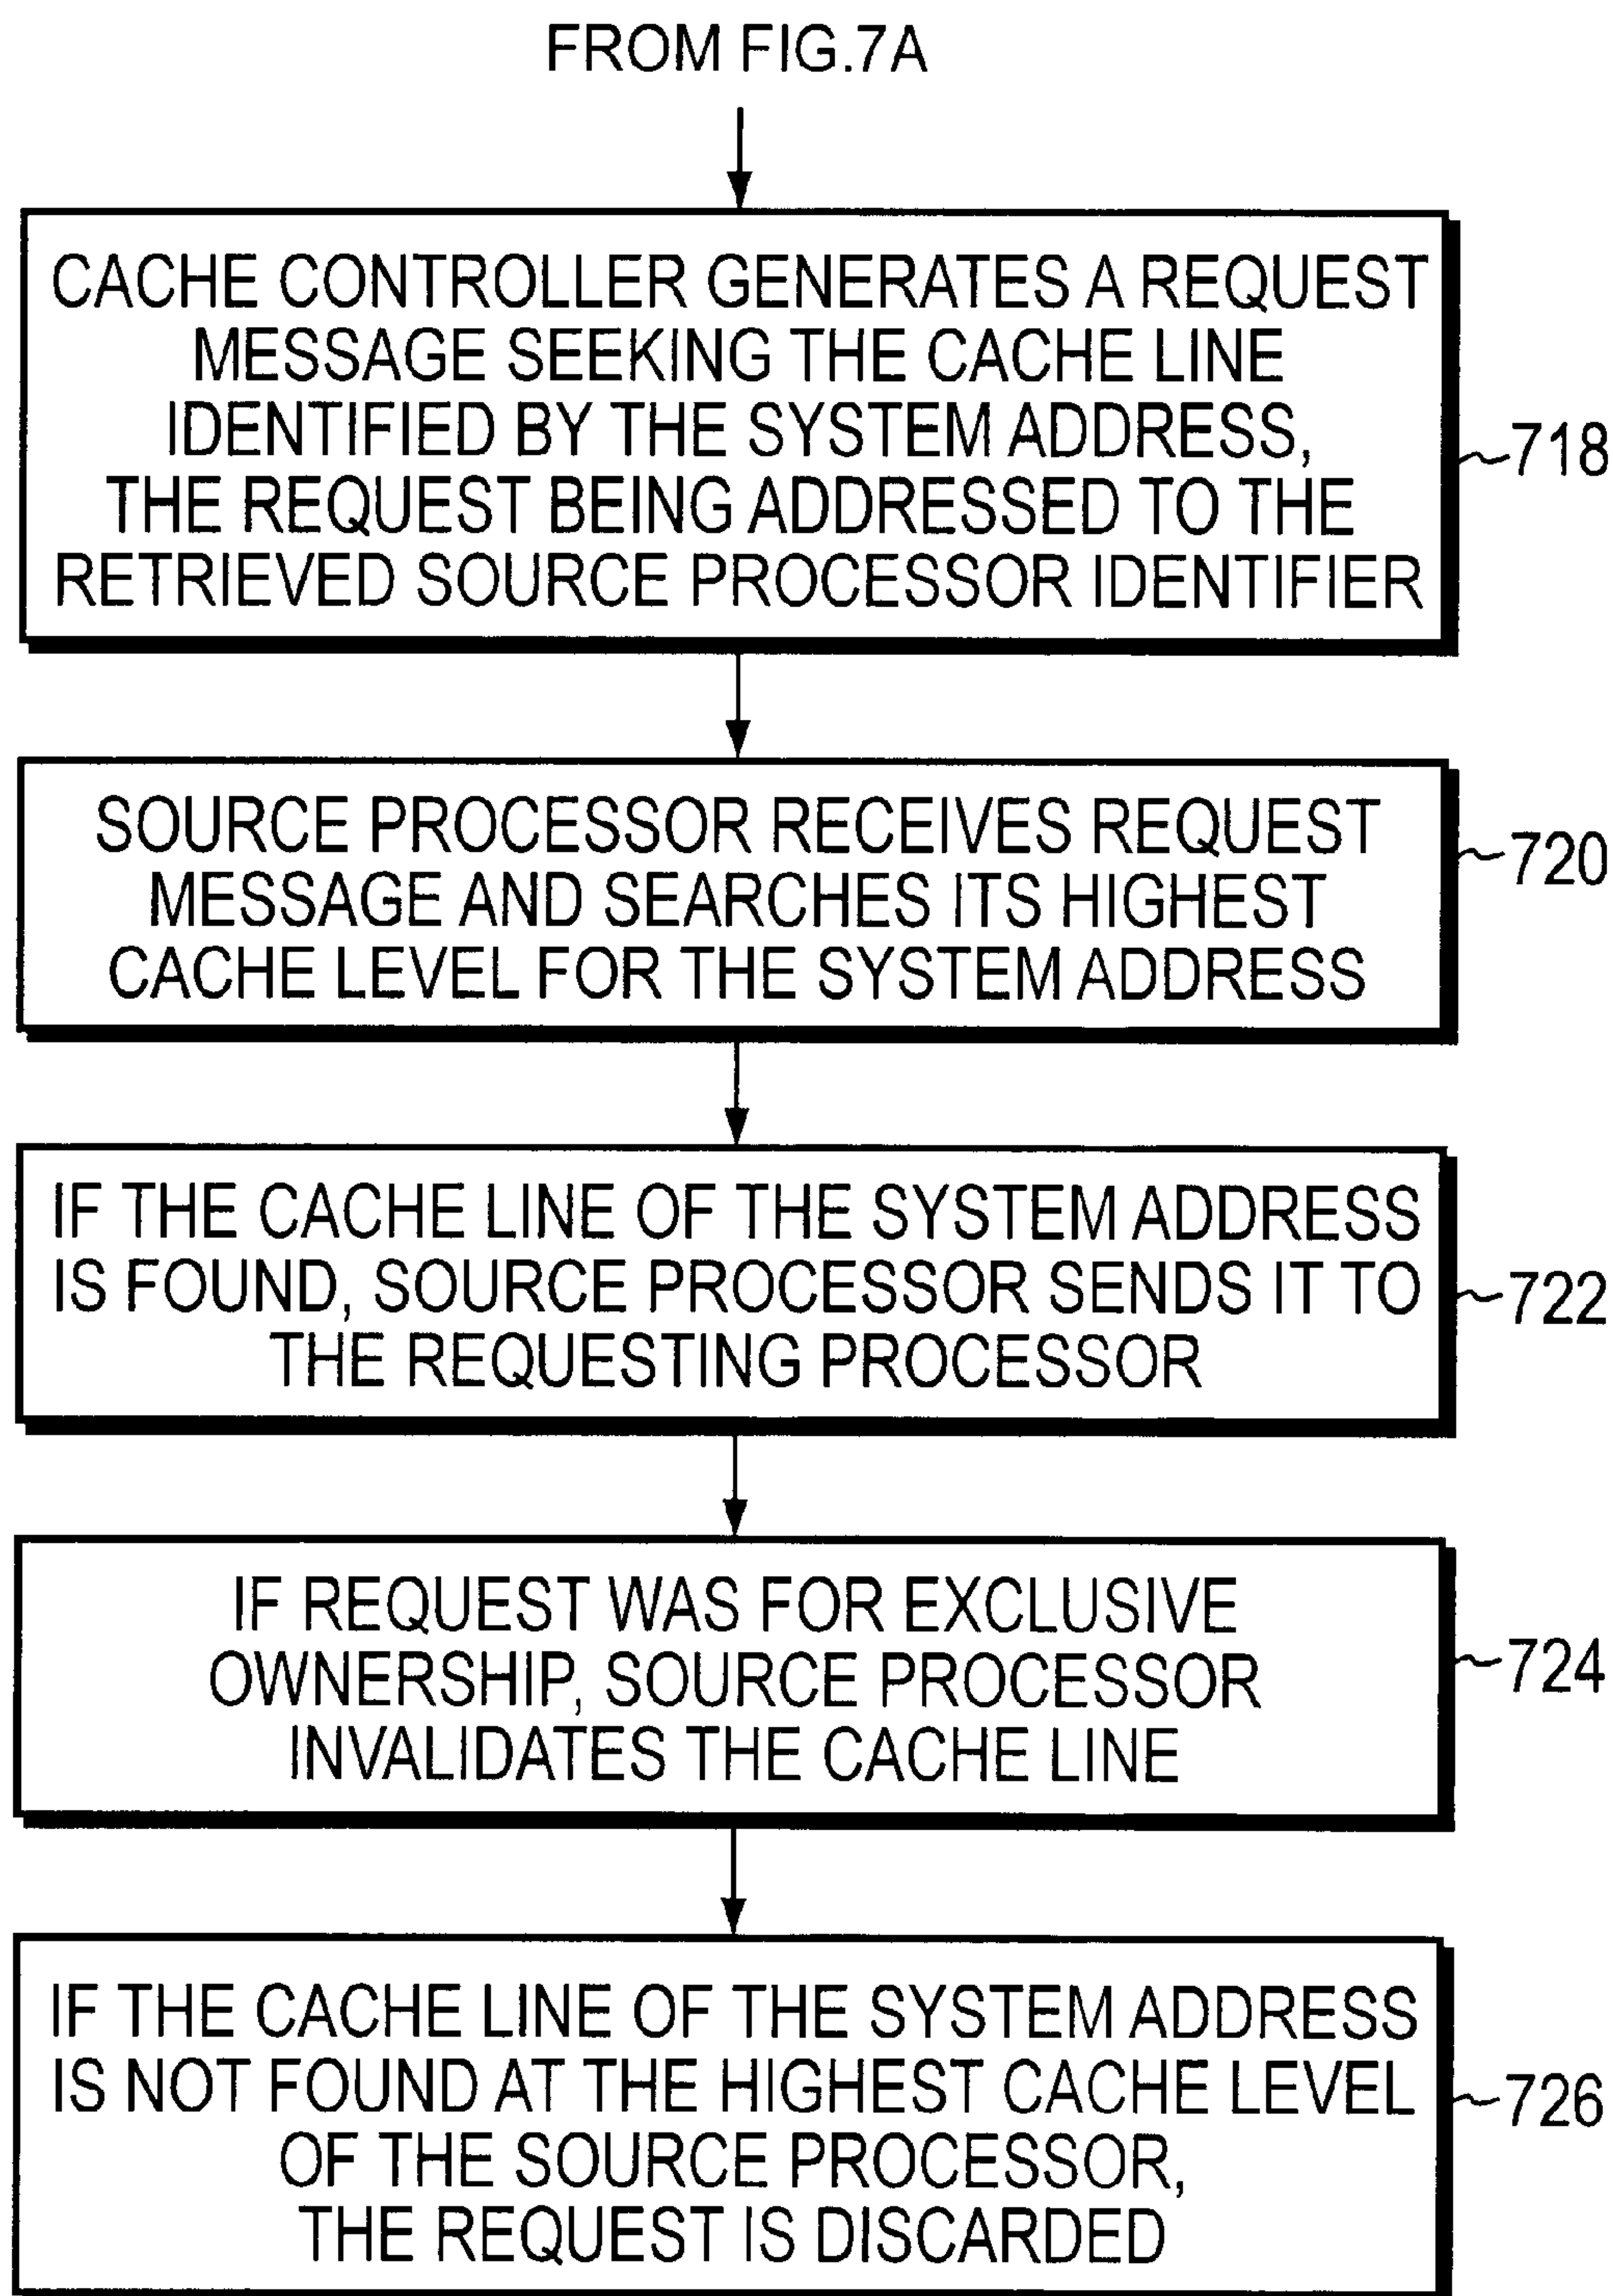 FROM FIG.7A
CACHE CONTROLLER GENERATES A REQUEST
MESSAGE SEEKING THE CACHE LINE
IDENTIFIED BY THE SYSTEM ADDRESS,
THE REQUEST BEING ADDRESSED TO THE
RETRIEVED SOURCE PROCESSOR IDENTIFIER
718
SOURCE PROCESSOR RECEIVES REQUEST
MESSAGE AND SEARCHES ITS HIGHEST
CACHE LEVEL FOR THE SYSTEM ADDRESS
720
IF THE CACHE LINE OF THE SYSTEM ADDRESS
IS FOUND, SOURCE PROCESSOR SENDS IT TO
THE REQUESTING PROCESSOR
722
IF REQUEST WAS FOR EXCLUSIVE
OWNERSHIP, SOURCE PROCESSOR
INVALIDATES THE CACHE LINE
724
IF THE CACHE LINE OF THE SYSTEM ADDRESS
IS NOT FOUND AT THE HIGHEST CACHE LEVEL
OF THE SOURCE PROCESSOR,
THE REQUEST IS DISCARDED
726